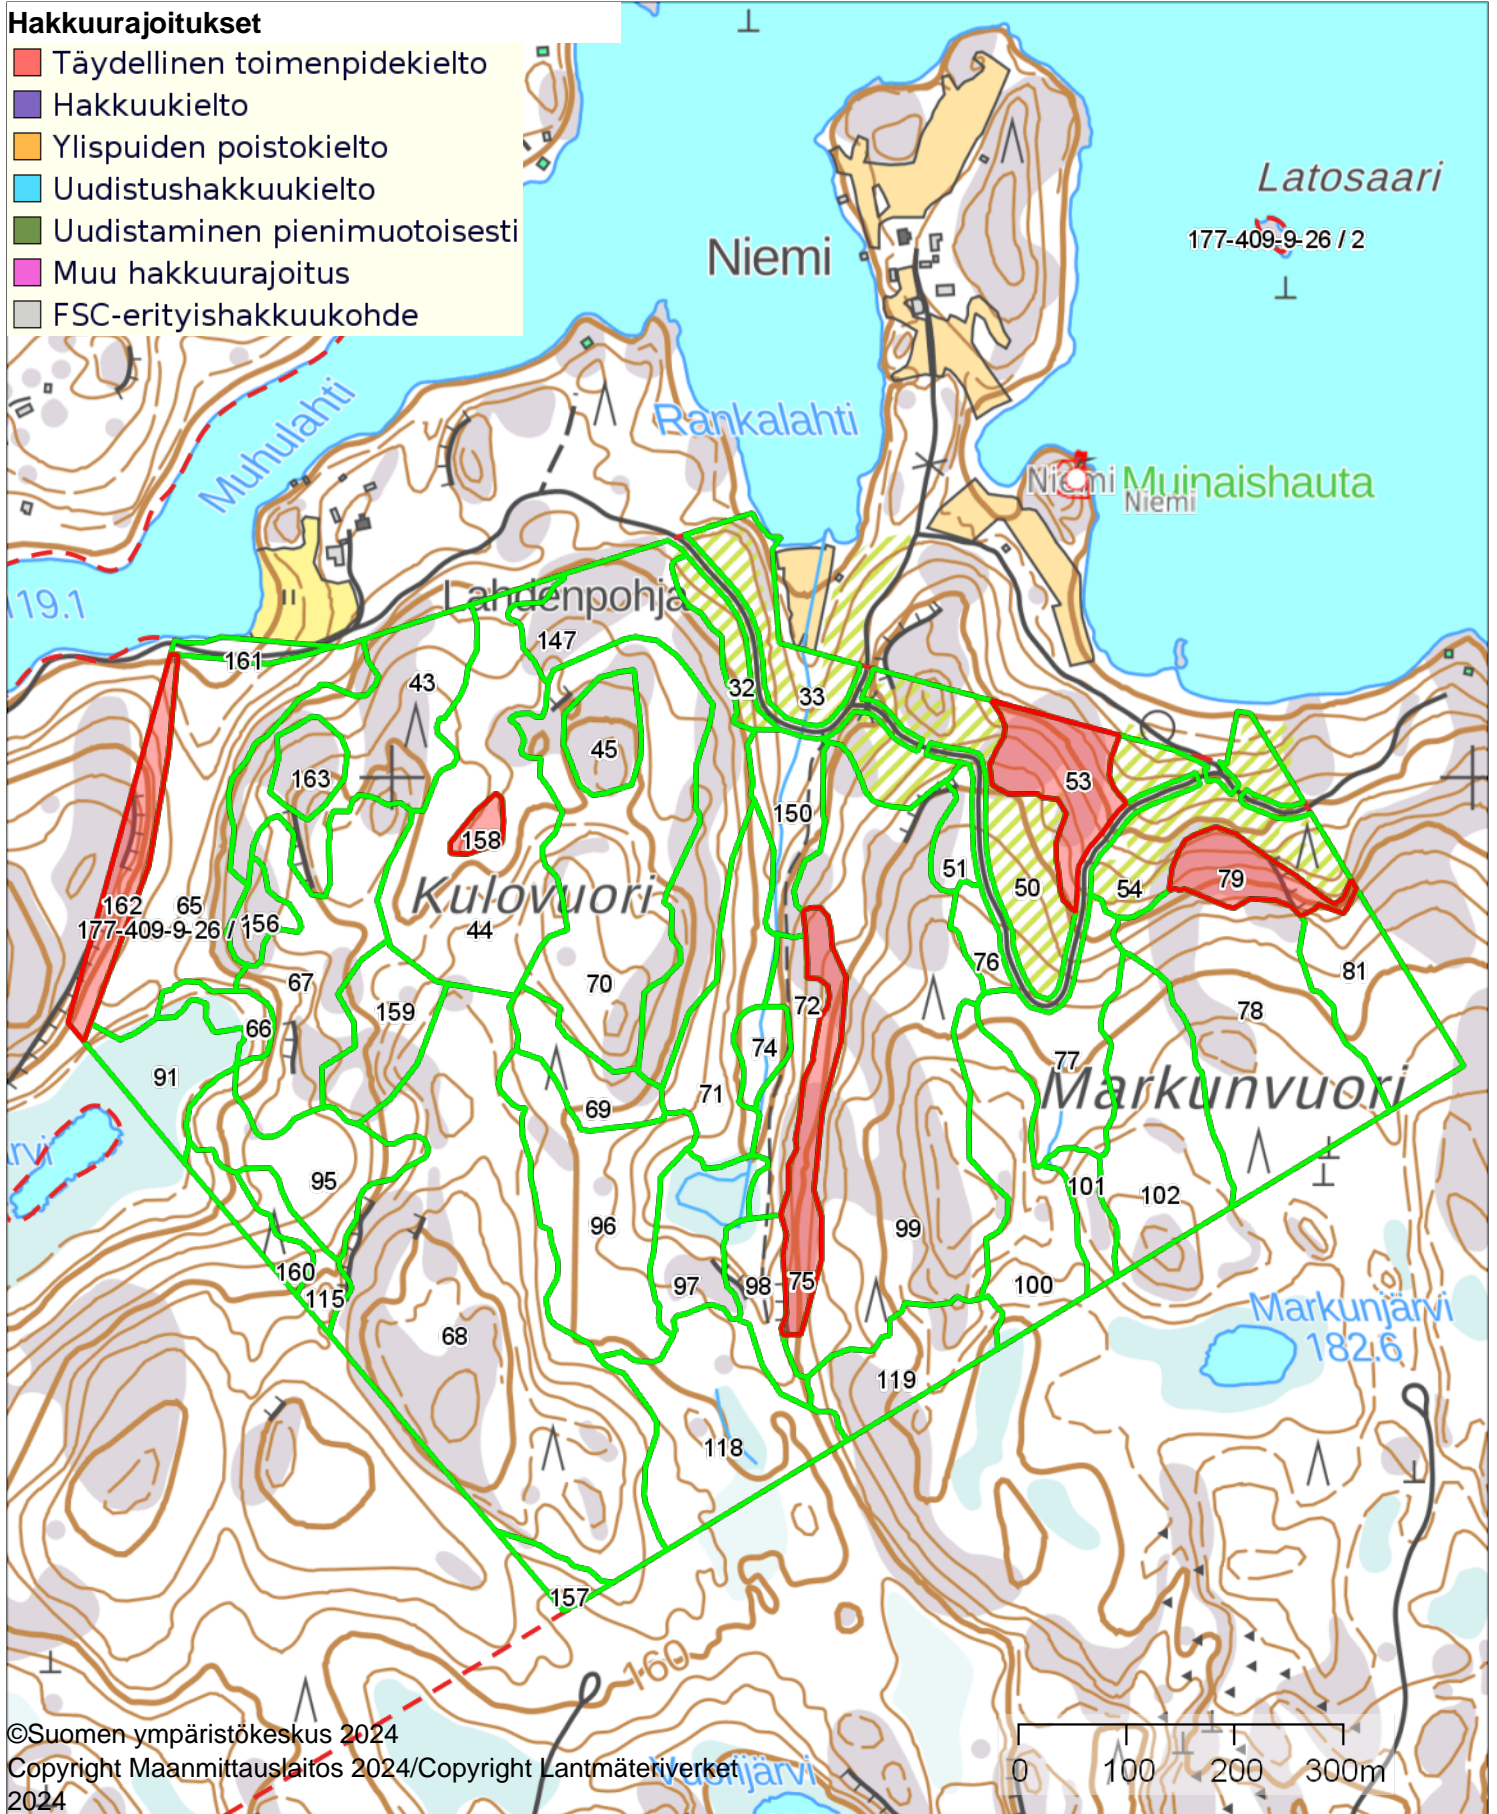 Hakkuurajoitukset
Täydellinen toimenpidekielto
Hakkuukielto
Ylispuiden poistokielto
Uudistushakkuukielto
Uudistaminen pienimuotoisesti
Muu hakkuurajoitus
FSC-erityishakkuukohde
Latosaari
177-409-9-26 / 2
Niemi
Muhulahti
Rankalahti
Niemi
Muinaishauta
Niemi
119.1
Lahdenpohja
161
43
147
32
33
163
45
53
158
150
51
50
54
79
162
65
156
177-409-9-26 / 1
Kulovuori
44
76
81
67
159
70
72
78
66
74
77
91
Markunvuori
69
71
järvi
95
101
102
96
99
160
97
98
75
100
115
Markunjärvi
182.6
68
119
118
157
160
©Suomen ympäristökeskus 2024
Copyright Maanmittauslaitos 2024/Copyright Lantmäteriverket
2024
Vuorijärvi
0 100 200 300m